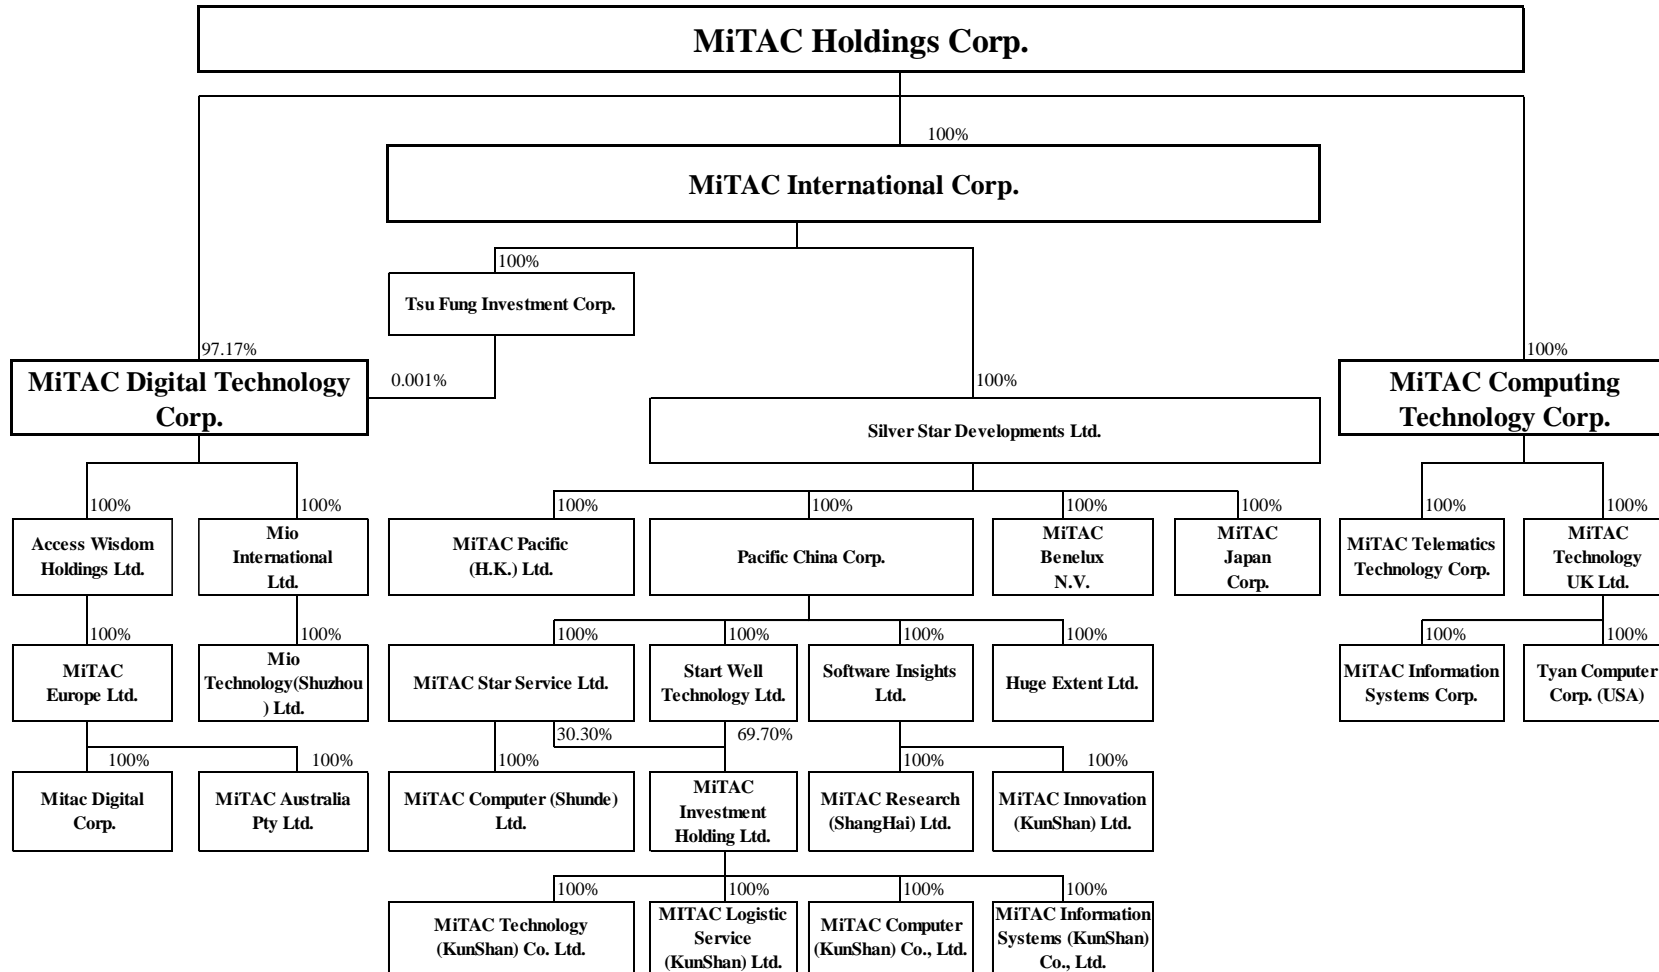 MiTAC Holdings Corp.
100%
MiTAC International Corp.
100%
Tsu Fung Investment Corp.
97.17%
100%
MiTAC Digital Technology
Corp.
0.001%
100%
MiTAC Computing
Technology Corp.
Silver Star Developments Ltd.
100%
100%
100%
100%
100%
100%
100%
100%
Access Wisdom
Holdings Ltd.
Mio
International
Ltd.
MiTAC Pacific
(H.K.) Ltd.
Pacific China Corp.
MiTAC
Benelux
N.V.
MiTAC
Japan
Corp.
MiTAC Telematics
Technology Corp.
MiTAC
Technology
UK Ltd.
100%
100%
100%
100%
100%
100%
100%
100%
MiTAC
Europe Ltd.
Mio
Technology(Shuzhou
) Ltd.
MiTAC Star Service Ltd.
Start Well
Technology Ltd.
Software Insights
Ltd.
Huge Extent Ltd.
MiTAC Information
Systems Corp.
Tyan Computer
Corp. (USA)
30.30%
69.70%
100%
100%
100%
100%
100%
Mitac Digital
Corp.
MiTAC Australia
Pty Ltd.
MiTAC Computer (Shunde)
Ltd.
MiTAC
Investment
Holding Ltd.
MiTAC Research
(ShangHai) Ltd.
MiTAC Innovation
(KunShan) Ltd.
100%
100%
100%
100%
MiTAC Technology
(KunShan) Co. Ltd.
MITAC Logistic
Service
(KunShan) Ltd.
MiTAC Computer
(KunShan) Co., Ltd.
MiTAC Information
Systems (KunShan)
Co., Ltd.